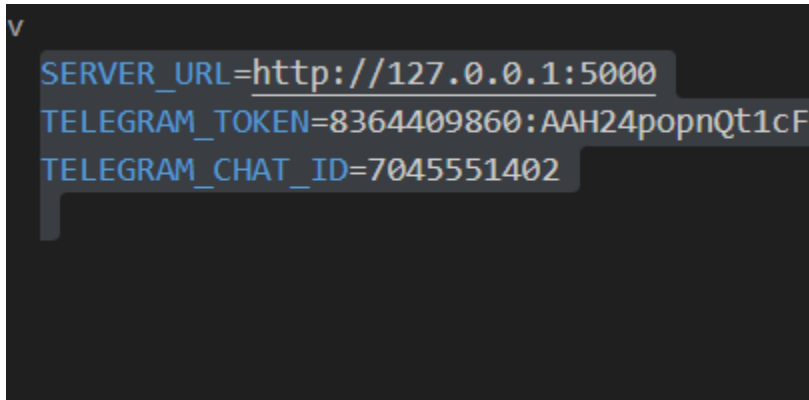 v
SERVER_URL=http://127.0.0.1:5000
TELEGRAM_TOKEN=8364409860:AAH24popnQt1cF
TELEGRAM_CHAT_ID=7045551402